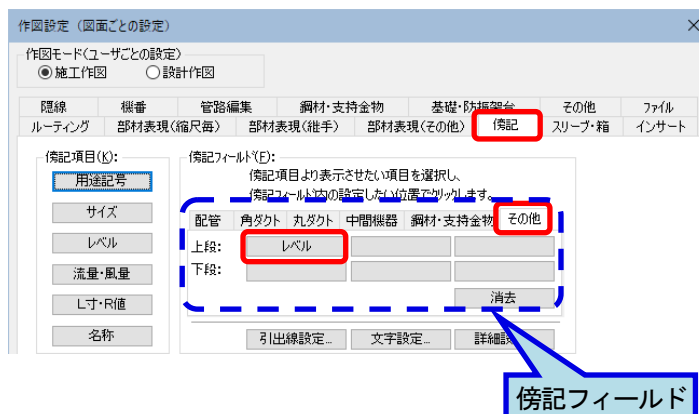 作図設定（図面ごとの設定）
作図モード(ユーザごとの設定)
施工作図 設計作図
隠線 機番 管路編集 鋼材・支持金物 基礎・防振架台 その他 ファイル
ルーティング 部材表現(縮尺毎) 部材表現(継手) 部材表現(その他) 傍記 スリーブ・箱 インサート
傍記項目(K):
用途記号
サイズ
レベル
流量・風量
L寸・R値
名称
傍記フィールド(F):
傍記項目より表示させたい項目を選択し、
傍記フィールド内の設定したい位置でクリックします。
配管 角ダクト 丸ダクト 中間機器 鋼材・支持金物 その他
上段: レベル
下段:
消去
引出線設定... 文字設定...
傍記フィールド